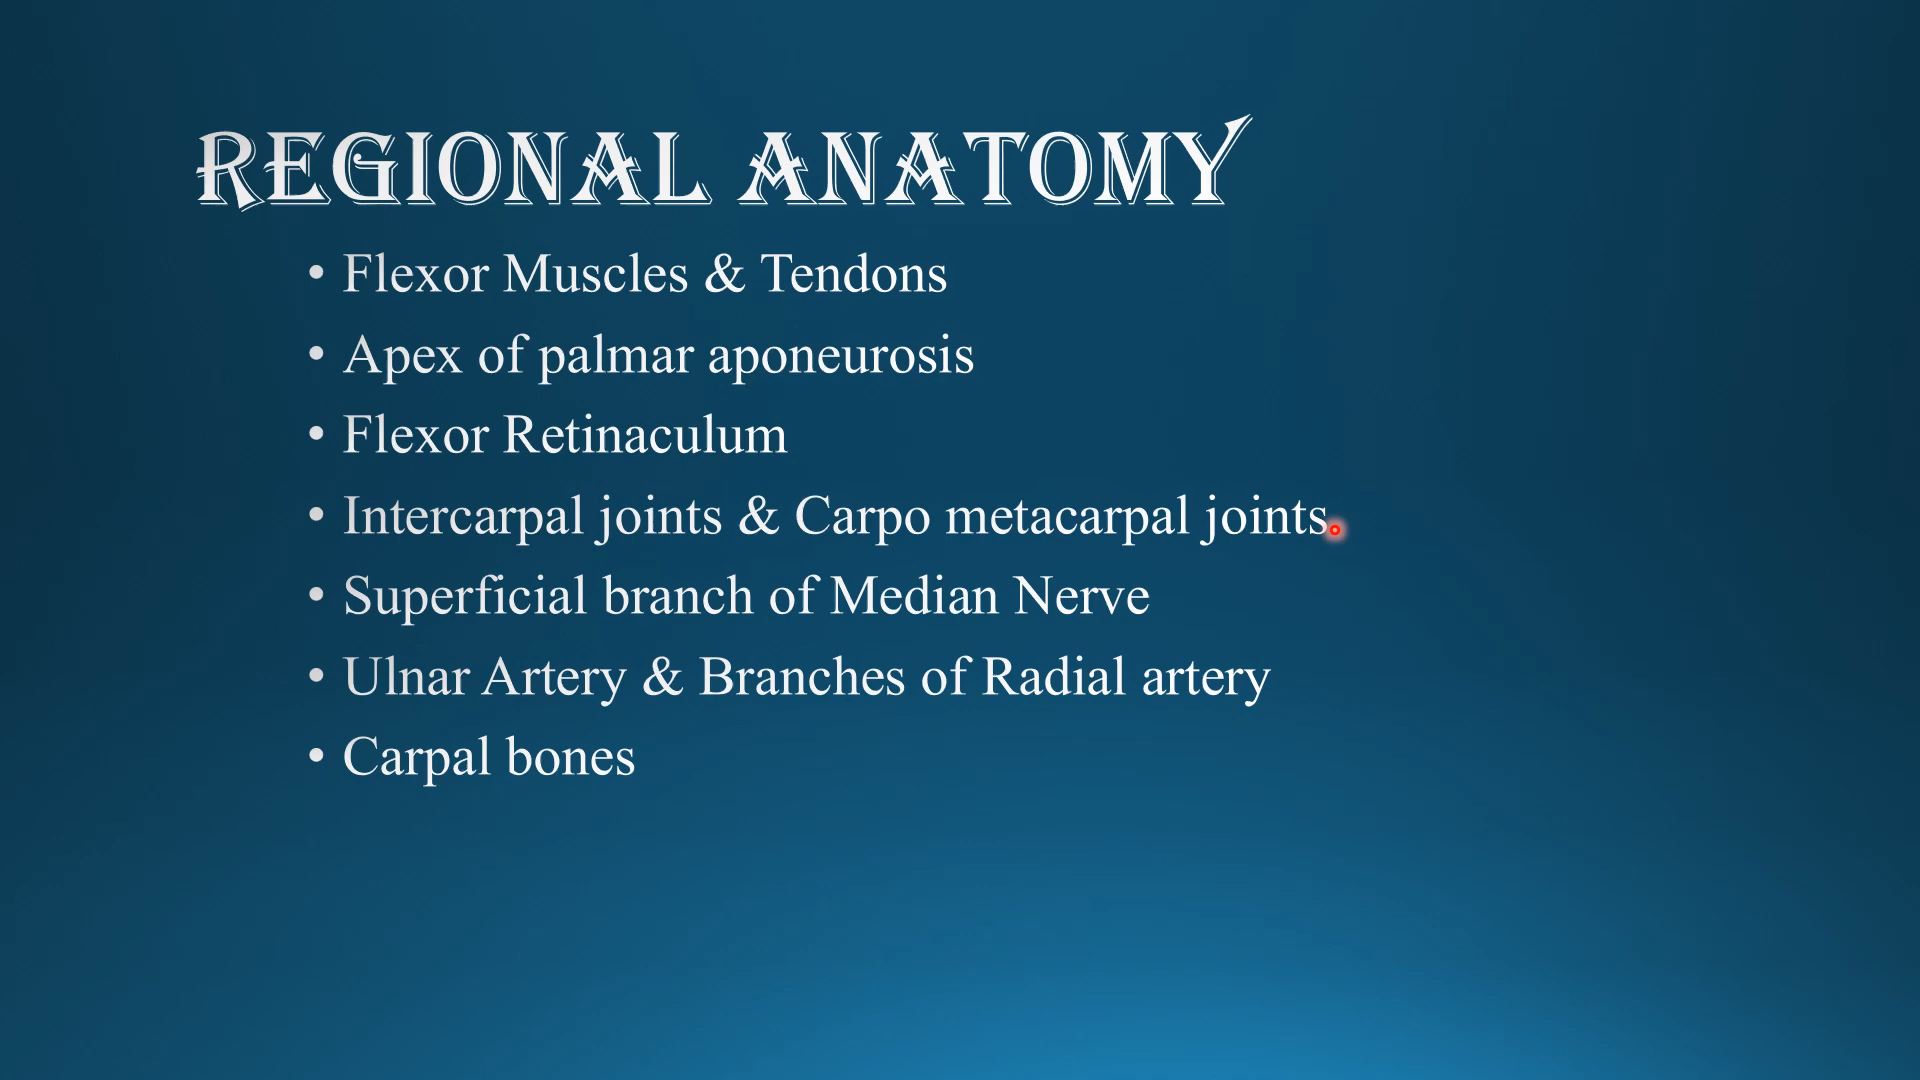 REGIONAL ANATOMY
• Flexor Muscles & Tendons
• Apex of palmar aponeurosis
• Flexor Retinaculum
• Intercarpal joints & Carpo metacarpal joints
• Superficial branch of Median Nerve
• Ulnar Artery & Branches of Radial artery
• Carpal bones